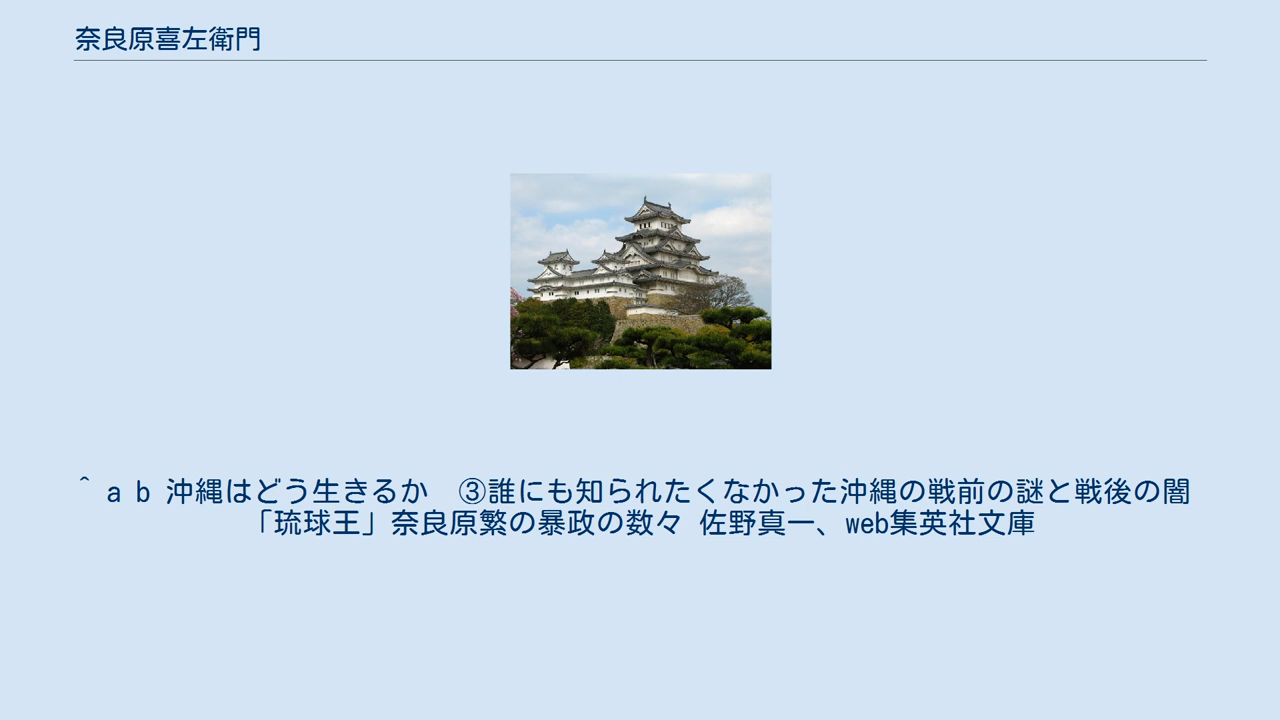 奈良原喜左衛門
^ a b 沖縄はどう生きるか　③誰にも知られたくなかった沖縄の戦前の謎と戦後の闇
「琉球王」奈良原繁の暴政の数々 佐野真一、web集英社文庫